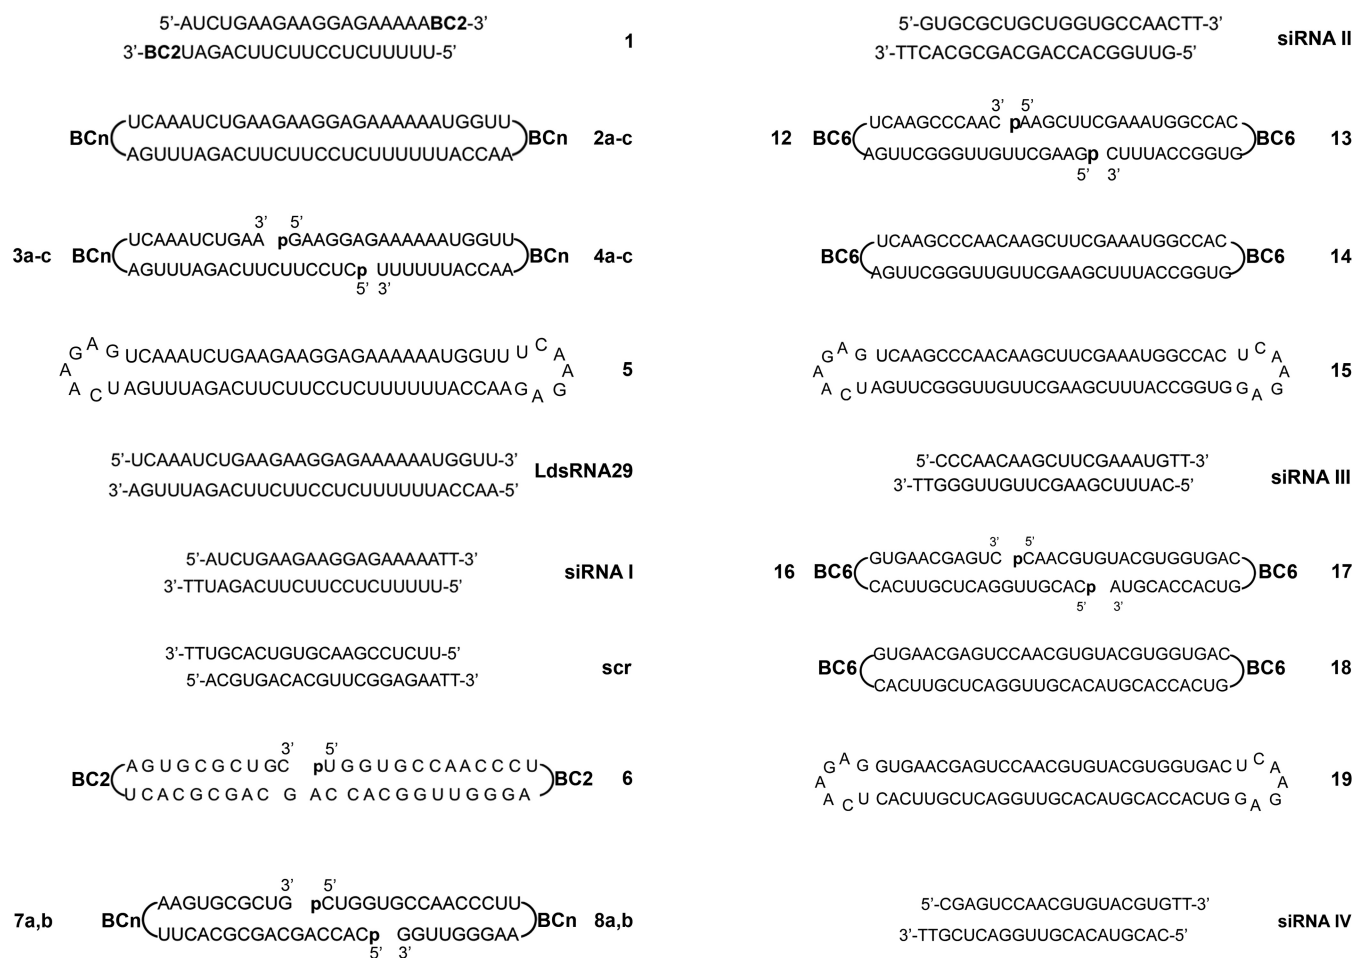 5'-AUCUGAAGAAGGAGAAAAABC2-3'
3'-BC2UAGACUUCUUCCUCUUUUU-5'
1
BCn UCAAAUCUGAAGAAGGAGAAAAAAUGGUU BCn 2a-c
AGUUUAGACUUCUUCCUCUUUUUUACCAA
3' 5'
3a-c BCn UCAAAUCUGAA pGAAGGAGAAAAAAUGGUU BCn 4a-c
AGUUUAGACUUCUUCCUCp UUUUUUACCAA
5' 3'
A G A A C U
G A G UCAAAUCUGAAGAAGGAGAAAAAAUGGUU U C A
5
A A C U AGUUUAGACUUCUUCCUCUUUUUUACCAAG A G A
5'-UCAAAUCUGAAGAAGGAGAAAAAAUGGUU-3'
LdsRNA29
3'-AGUUUAGACUUCUUCCUCUUUUUUACCAA-5'
5'-AUCUGAAGAAGGAGAAAAATT-3'
siRNA I
3'-TTUAGACUUCUUCCUCUUUUU-5'
3'-TTUGCACUGUGCAAGCCUCUU-5'
scr
5'-ACGUGACACGUUCGGAGAATT-3'
3' 5'
BC2 AGUGCGCUGC pUGGUGCCAACCCU BC2 6
UCACGCGAC G ACCACGGUUGGGA
3' 5'
7a,b BCn AAGUGCGCUG pCUGGUGCCAACCCUU BCn 8a,b
UUCACGCGACGACCACp GGUUGGGAA
5' 3'
5'-GUGCGCUGCUGGUGCCAACTT-3'
siRNA II
3'-TTCACGCGACGACCACGGUUG-5'
3' 5'
12 BC6 UCAAGCCCAAC pAAGCUUCGAAAUGGCCAC BC6 13
AGUUCGGGUUGUUCGAAGp CUUUACCGGUG
5' 3'
BC6 UCAAGCCCAACAAGCUUCGAAAUGGCCAC BC6 14
AGUUCGGGUUGUUCGAAGCUUUACCGGUG
G A G UCAAGCCCAACAAGCUUCGAAAUGGCCAC U C A
A A 15
A C U AGUUCGGGUUGUUCGAAGCUUUACCGGUG G A G
5'-CCCAACAAGCUUCGAAAUGTT-3'
siRNA III
3'-TTGGGUUGUUCGAAGCUUUAC-5'
3' 5'
16 BC6 GUGAACGAGUC pCAACGUGUACGUGGUGAC BC6 17
CACUUGCUCAGGUUGCACp AUGCACCACUG
5' 3'
BC6 GUGAACGAGUCCAACGUGUACGUGGUGAC BC6 18
CACUUGCUCAGGUUGCACAUGCACCACUG
G A G GUGAACGAGUCCAACGUGUACGUGGUGAC U C A
A A 19
A C U CACUUGCUCAGGUUGCACAUGCACCACUG G A G
5'-CGAGUCCAACGUGUACGUGTT-3'
siRNA IV
3'-TTGCUCAGGUUGCACAUGCAC-5'